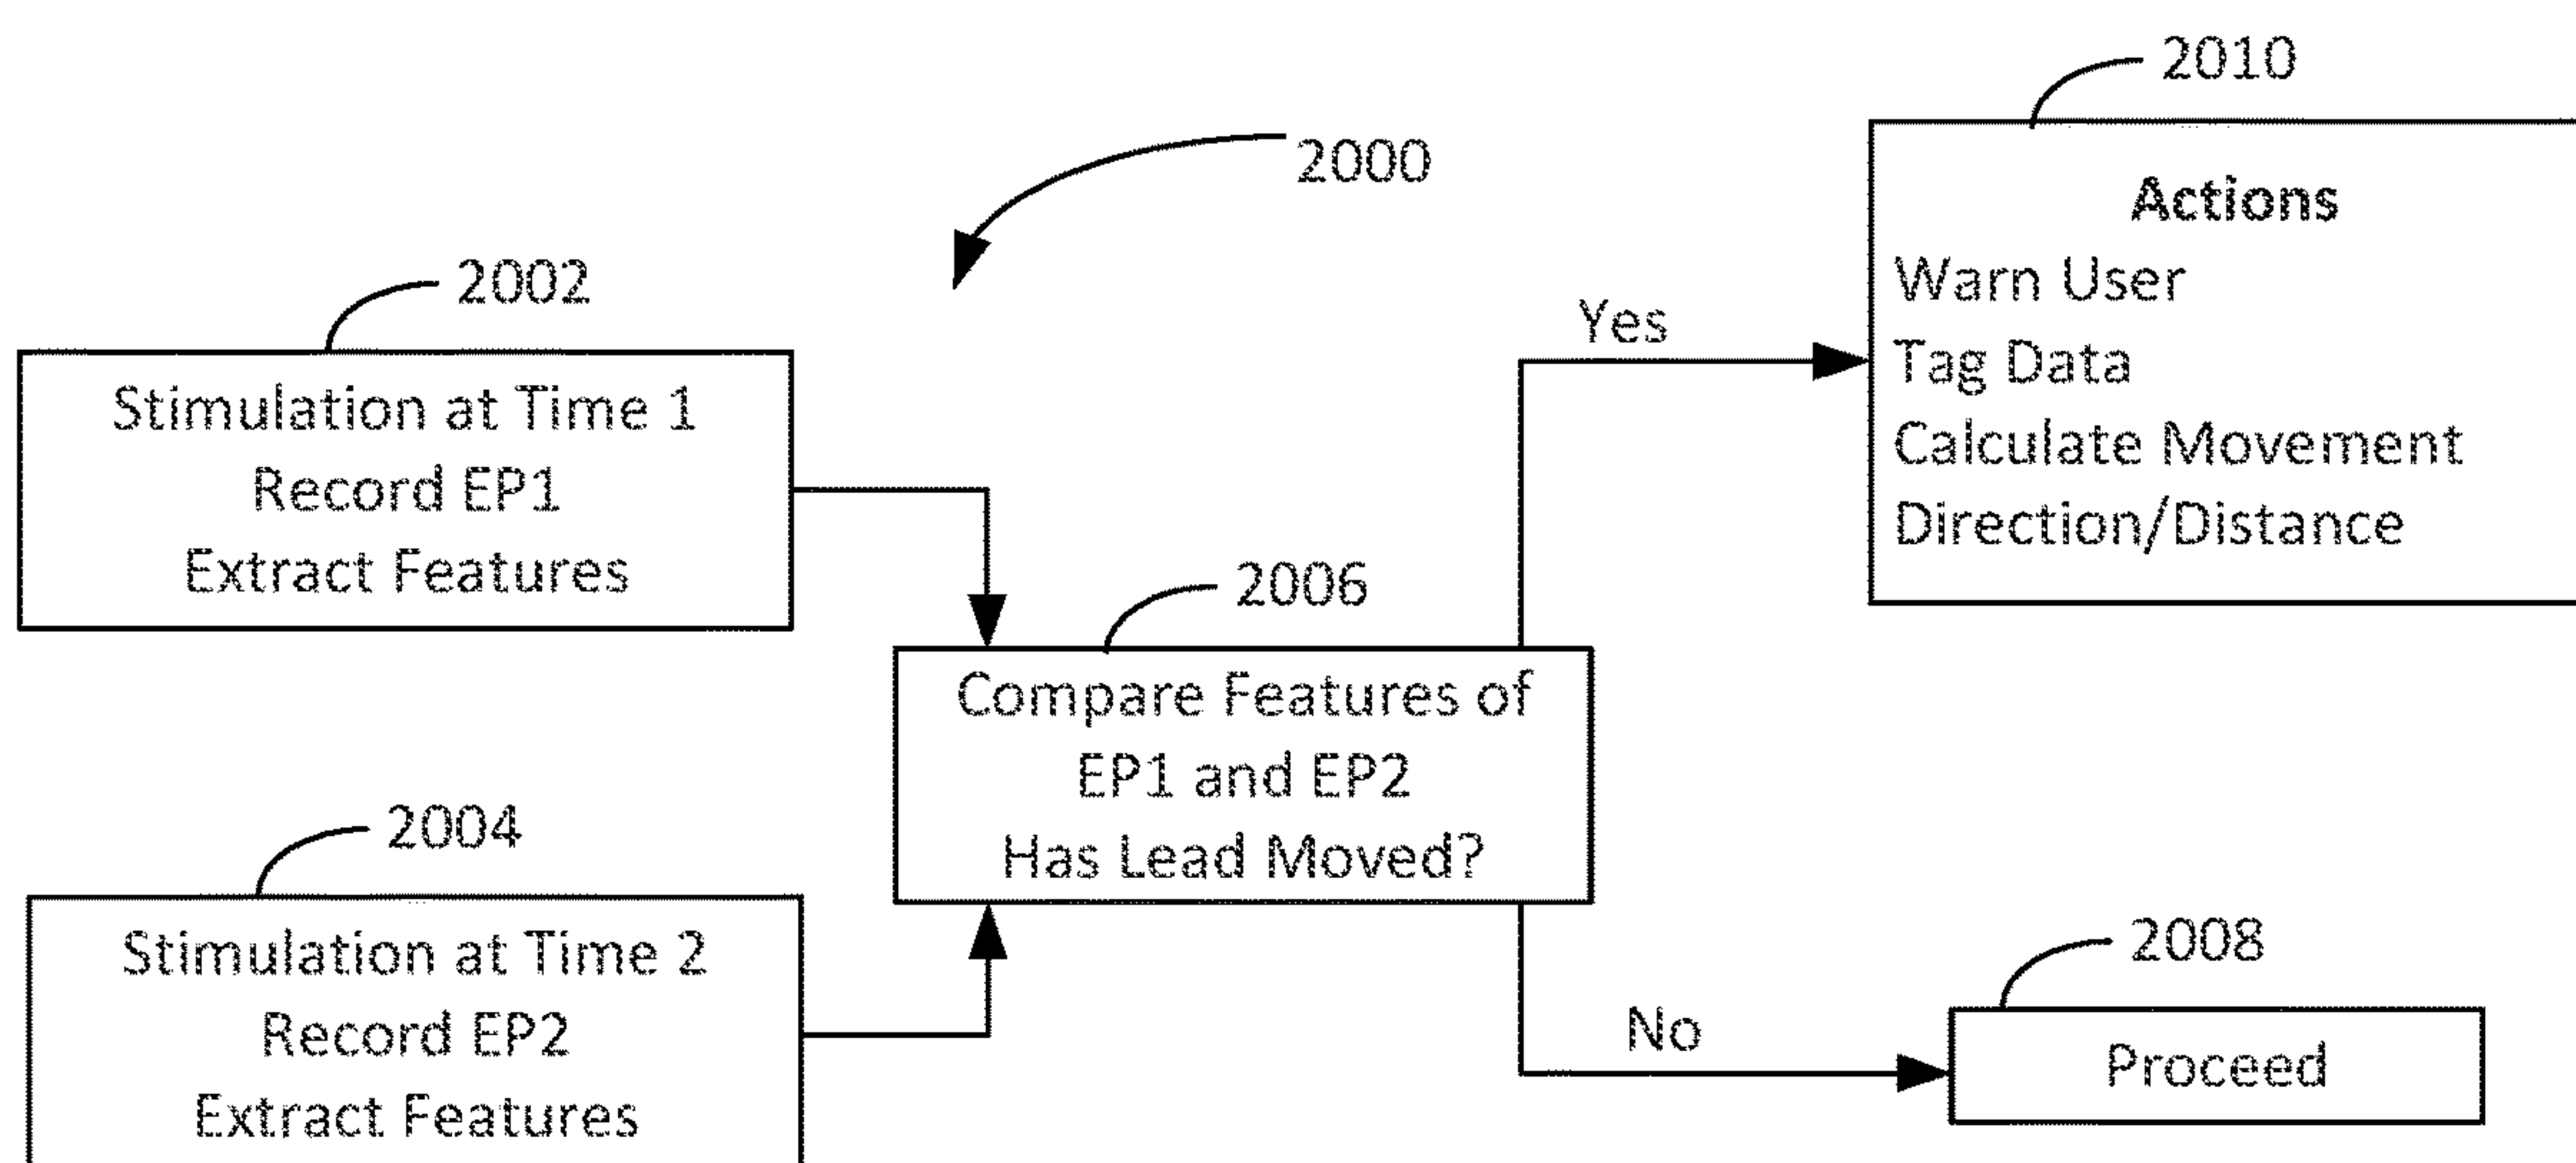 2010
2000
Actions
Warn User
Tag Data
Calculate Movement
Direction/Distance
Yes
2002
Stimulation at Time 1
Record EP1
Extract Features
2006
Compare Features of
EP1 and EP2
Has Lead Moved?
2004
Stimulation at Time 2
Record EP2
Extract Features
No
2008
Proceed